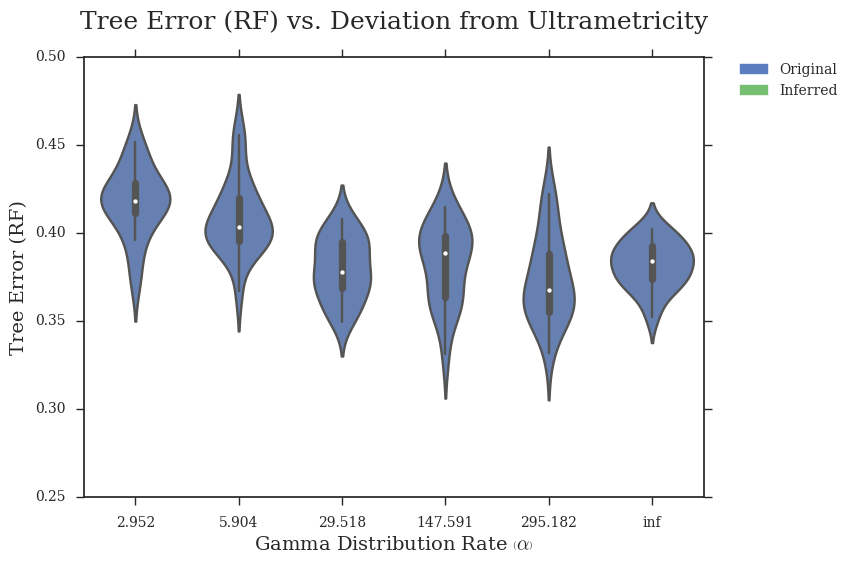 Tree Error (RF) vs. Deviation from Ultrametricity
Original
Inferred
0.50
0.45
0.40
0.35
0.30
0.25
Tree Error (RF)
2.952 5.904 29.518 147.591 295.182 inf
Gamma Distribution Rate (α)